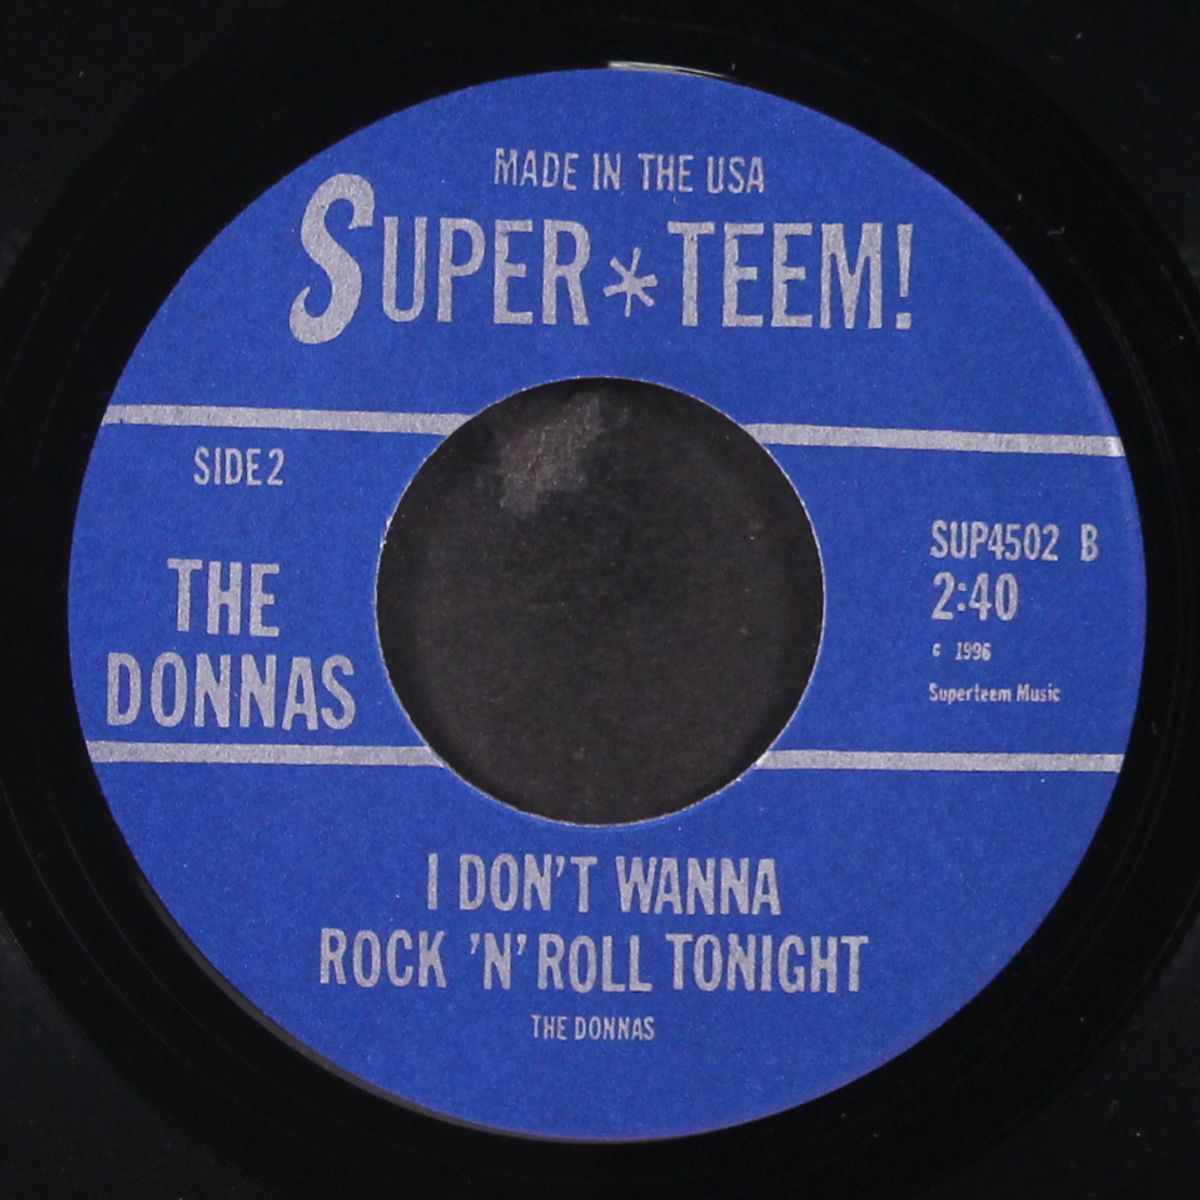 MADE IN THE USA
SUPER*TEEM!
SIDE 2
THE
DONNAS
SUP4502 B
2:40
c 1996
Superteem Music
I DON'T WANNA
ROCK 'N' ROLL TONIGHT
THE DONNAS